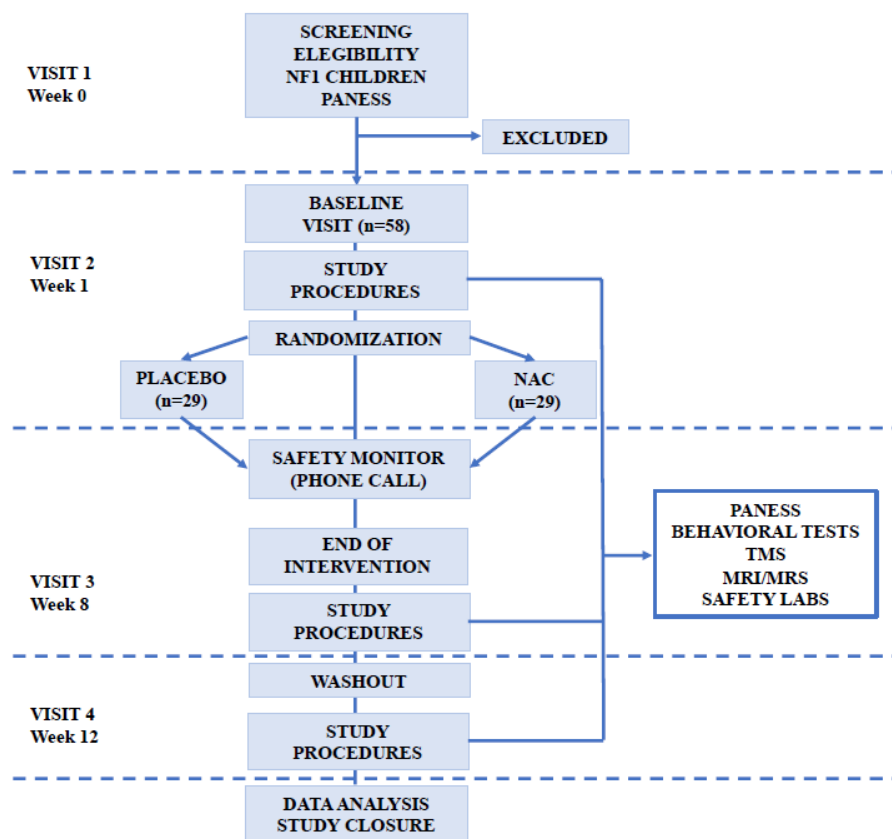 SCREENING
ELEGIBILITY
NF1 CHILDREN
PANESS
VISIT 1
Week 0
EXCLUDED
BASELINE
VISIT (n=58)
VISIT 2
Week 1
STUDY
PROCEDURES
RANDOMIZATION
PLACEBO
(n=29)
NAC
(n=29)
SAFETY MONITOR
(PHONE CALL)
PANESS
BEHAVIORAL TESTS
TMS
MRI/MRS
SAFETY LABS
END OF
INTERVENTION
VISIT 3
Week 8
STUDY
PROCEDURES
WASHOUT
VISIT 4
Week 12
STUDY
PROCEDURES
DATA ANALYSIS
STUDY CLOSURE